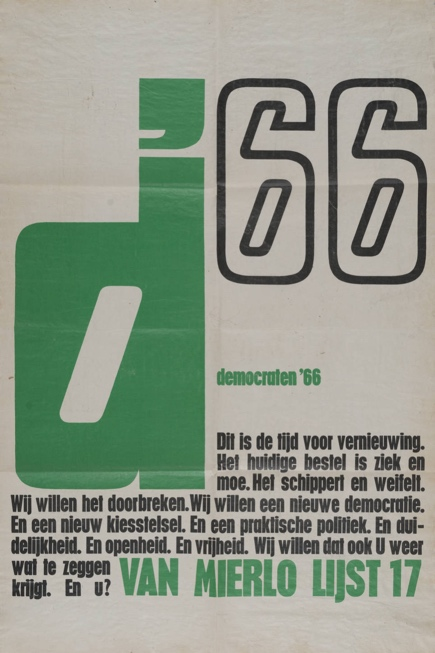 d'66
democraten '66
Dit is de tijd voor vernieuwing.
Het huidige bestel is ziek en
moe. Het schippert en weifelt.
Wij willen het doorbreken. Wij willen een nieuwe democratie.
En een nieuw kiesstelsel. En een praktische politiek. En dui-
delijkheid. En openheid. En vrijheid. Wij willen dat ook U weer
wat te zeggen
krijgt. En u? VAN MIERLO LIJST 17